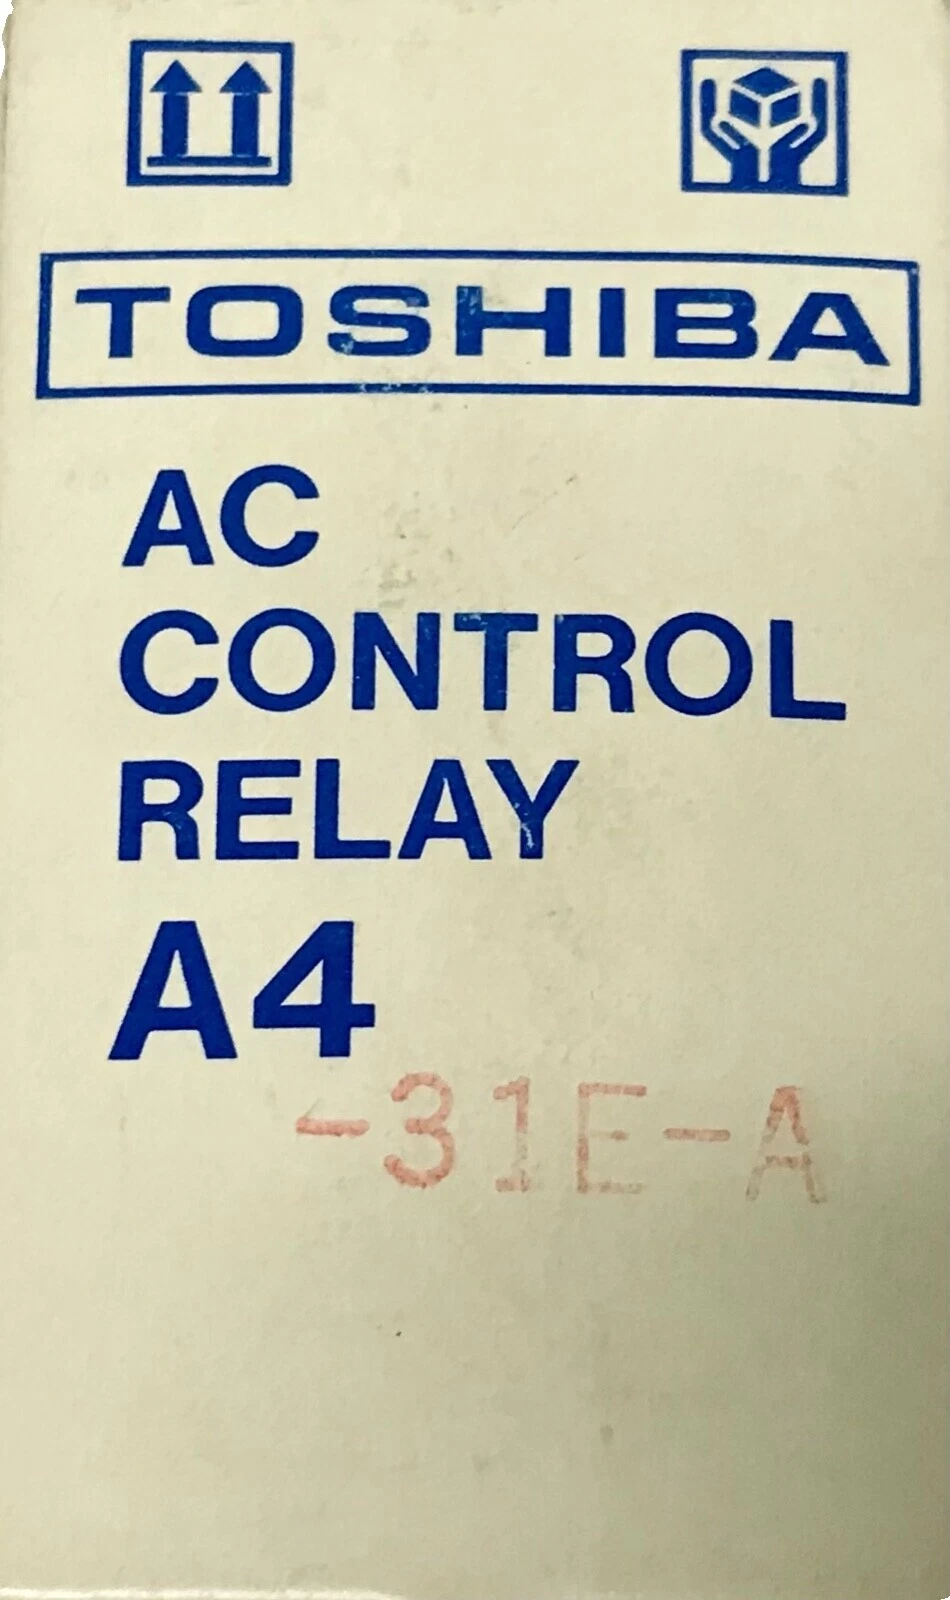 TOSHIBA
AC
CONTROL
RELAY
A4
-31E-A